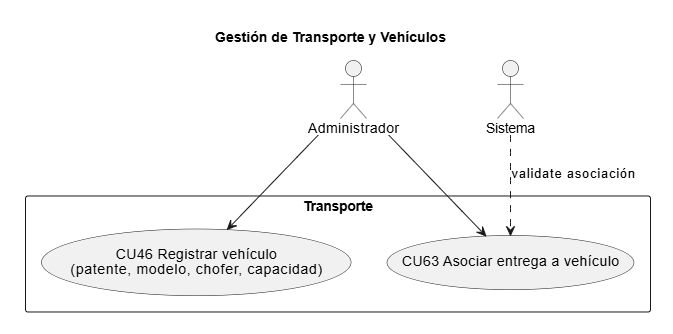 Gestión de Transporte y Vehículos
Administrador
Sistema
validate asociación
Transporte
CU46 Registrar vehículo
(patente, modelo, chofer, capacidad)
CU63 Asociar entrega a vehículo